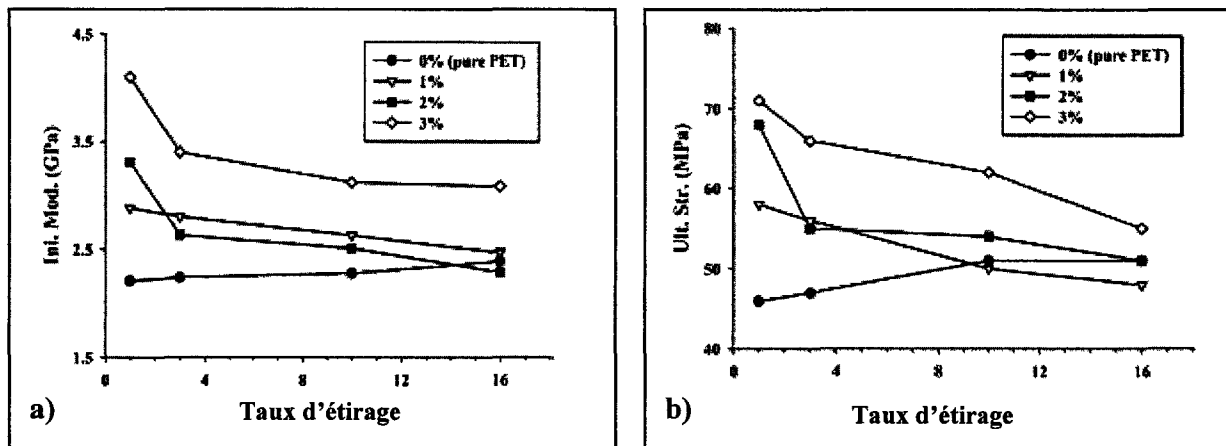 4.5
3.5
2.5
1.5
Ini. Mod. (GPa)
0% (pure PET)
1%
2%
3%
0 4 8 12 16
a)
Taux d'étirage
80
70
60
50
40
Ult. Str. (MPa)
0% (pure PET)
1%
2%
3%
0 4 8 12 16
b)
Taux d'étirage